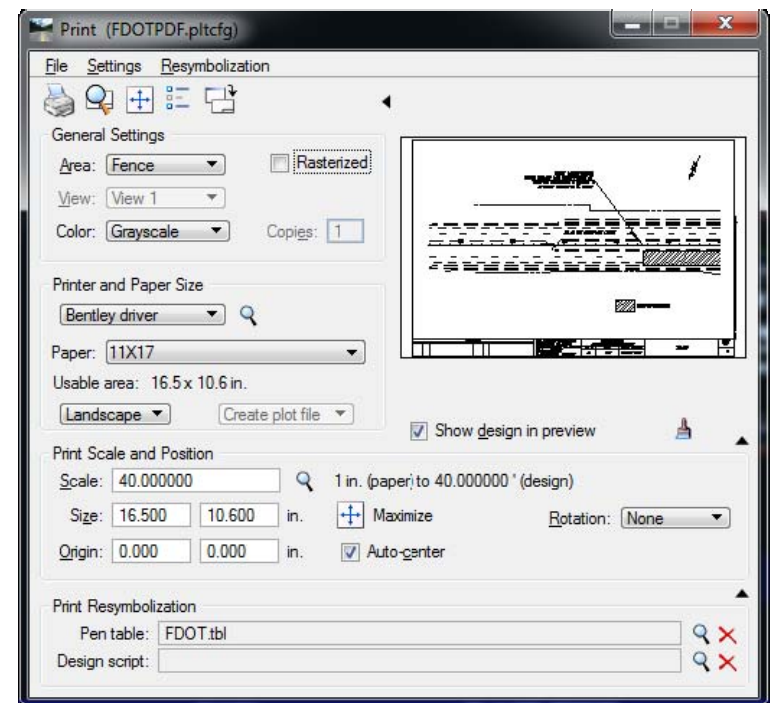 Print (FDOTPDF.pltcfg)
File Settings Resymbolization
General Settings
Area: Fence Rasterized
View: View 1
Color: Grayscale Copies: 1
Printer and Paper Size
Bentley driver
Paper: 11X17
Usable area: 16.5 x 10.6 in.
Landscape Create plot file
Show design in preview
Print Scale and Position
Scale: 40.000000 1 in. (paper) to 40.000000 ' (design)
Size: 16.500 10.600 in. Maximize Rotation: None
Origin: 0.000 0.000 in. Auto-center
Print Resymbolization
Pen table: FDOT.tbl
Design script: